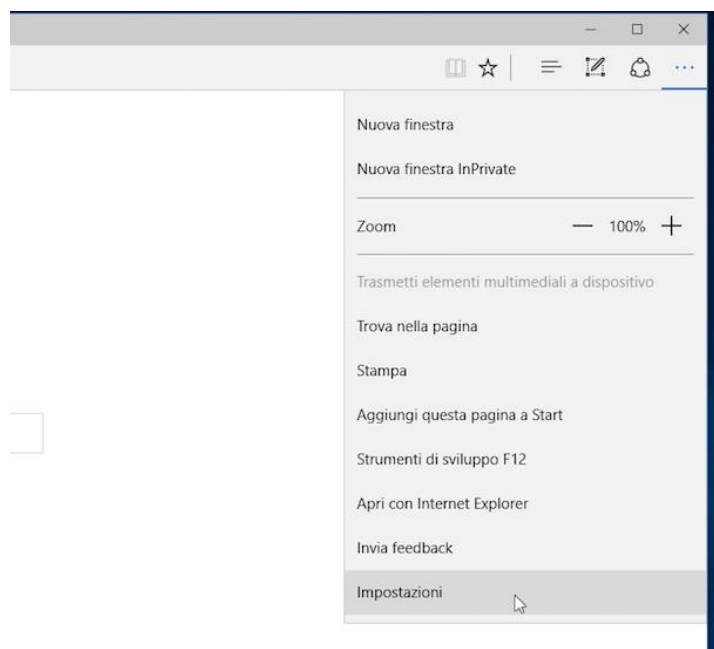 Nuova finestra
Nuova finestra InPrivate
Zoom 100%
Trasmetti elementi multimediali a dispositivo
Trova nella pagina
Stampa
Aggiungi questa pagina a Start
Strumenti di sviluppo F12
Apri con Internet Explorer
Invia feedback
Impostazioni